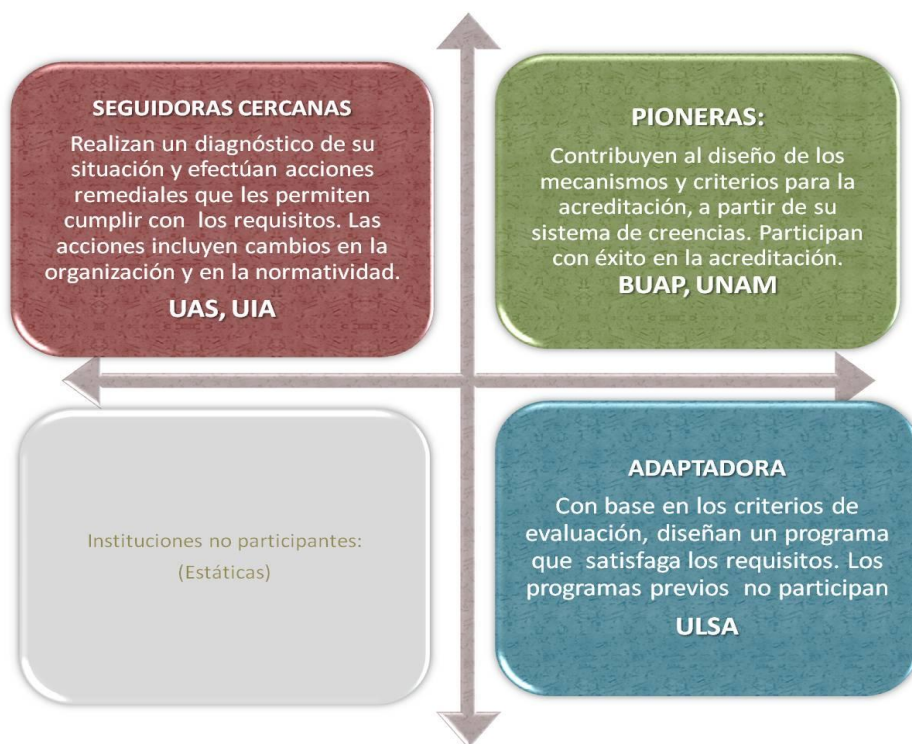 SEGUIDORAS CERCANAS
Realizan un diagnóstico de su
situación y efectúan acciones
remediales que les permiten
cumplir con los requisitos. Las
acciones incluyen cambios en la
organización y en la normatividad.
UAS, UIA
PIONERAS:
Contribuyen al diseño de los
mecanismos y criterios para la
acreditación, a partir de su
sistema de creencias. Participan
con éxito en la acreditación.
BUAP, UNAM
Instituciones no participantes:
(Estáticas)
ADAPTADORA
Con base en los criterios de
evaluación, diseñan un programa
que satisfaga los requisitos. Los
programas previos no participan
ULSA